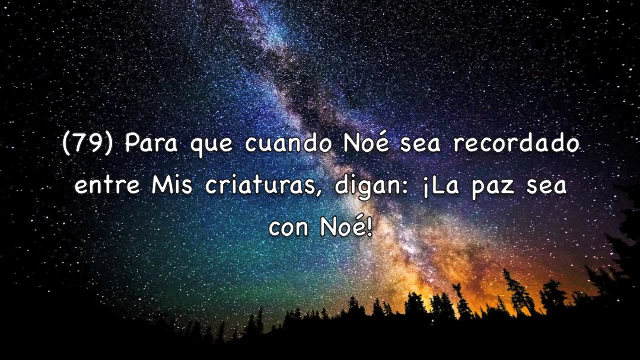 (79) Para que cuando Noé sea recordado
entre Mis criaturas, digan: ¡La paz sea
con Noé!